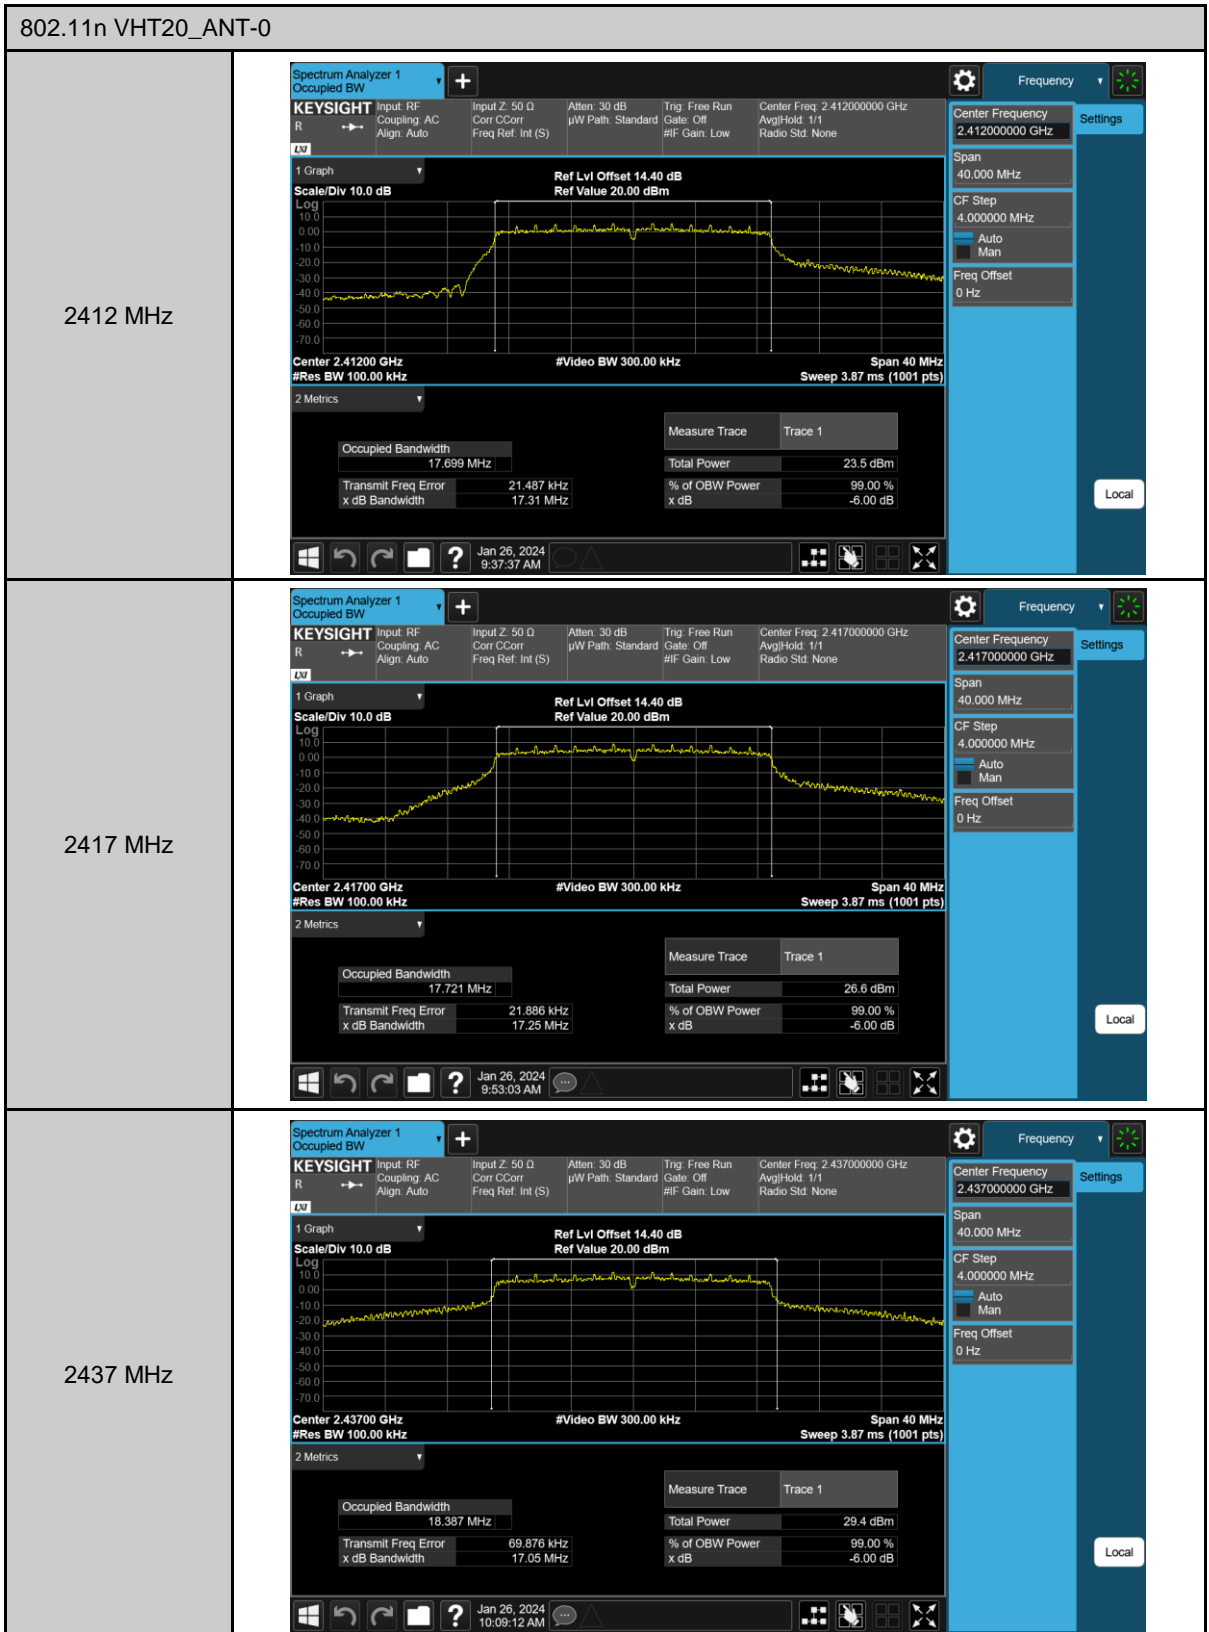 802.11n VHT20_ANT-0
2412 MHz
Spectrum Analyzer 1
Occupied BW
Frequency
KEYSIGHT
R
LXI
Input: RF
Coupling: AC
Align: Auto
Input Z: 50 Ω
Corr CCorr
Freq Ref: Int (S)
Atten: 30 dB
µW Path: Standard
Trig: Free Run
Gate: Off
#IF Gain: Low
Center Freq: 2.412000000 GHz
Avg|Hold: 1/1
Radio Std: None
Center Frequency
2.412000000 GHz
Settings
Span
40.000 MHz
CF Step
4.000000 MHz
Auto
Man
Freq Offset
0 Hz
Local
1 Graph
Scale/Div 10.0 dB
Ref Lvl Offset 14.40 dB
Ref Value 20.00 dBm
Log
10.0
0.00
-10.0
-20.0
-30.0
-40.0
-50.0
-60.0
-70.0
Center 2.41200 GHz
#Video BW 300.00 kHz
Span 40 MHz
#Res BW 100.00 kHz
Sweep 3.87 ms (1001 pts)
2 Metrics
Measure Trace Trace 1
Occupied Bandwidth
17.699 MHz
Total Power 23.5 dBm
Transmit Freq Error 21.487 kHz
% of OBW Power 99.00 %
x dB Bandwidth 17.31 MHz
x dB -6.00 dB
?
Jan 26, 2024
9:37:37 AM
2417 MHz
Spectrum Analyzer 1
Occupied BW
Frequency
KEYSIGHT
R
LXI
Input: RF
Coupling: AC
Align: Auto
Input Z: 50 Ω
Corr CCorr
Freq Ref: Int (S)
Atten: 30 dB
µW Path: Standard
Trig: Free Run
Gate: Off
#IF Gain: Low
Center Freq: 2.417000000 GHz
Avg|Hold: 1/1
Radio Std: None
Center Frequency
2.417000000 GHz
Settings
Span
40.000 MHz
CF Step
4.000000 MHz
Auto
Man
Freq Offset
0 Hz
Local
1 Graph
Scale/Div 10.0 dB
Ref Lvl Offset 14.40 dB
Ref Value 20.00 dBm
Log
10.0
0.00
-10.0
-20.0
-30.0
-40.0
-50.0
-60.0
-70.0
Center 2.41700 GHz
#Video BW 300.00 kHz
Span 40 MHz
#Res BW 100.00 kHz
Sweep 3.87 ms (1001 pts)
2 Metrics
Measure Trace Trace 1
Occupied Bandwidth
17.721 MHz
Total Power 26.6 dBm
Transmit Freq Error 21.886 kHz
% of OBW Power 99.00 %
x dB Bandwidth 17.25 MHz
x dB -6.00 dB
?
Jan 26, 2024
9:53:03 AM
2437 MHz
Spectrum Analyzer 1
Occupied BW
Frequency
KEYSIGHT
R
LXI
Input: RF
Coupling: AC
Align: Auto
Input Z: 50 Ω
Corr CCorr
Freq Ref: Int (S)
Atten: 30 dB
µW Path: Standard
Trig: Free Run
Gate: Off
#IF Gain: Low
Center Freq: 2.437000000 GHz
Avg|Hold: 1/1
Radio Std: None
Center Frequency
2.437000000 GHz
Settings
Span
40.000 MHz
CF Step
4.000000 MHz
Auto
Man
Freq Offset
0 Hz
Local
1 Graph
Scale/Div 10.0 dB
Ref Lvl Offset 14.40 dB
Ref Value 20.00 dBm
Log
10.0
0.00
-10.0
-20.0
-30.0
-40.0
-50.0
-60.0
-70.0
Center 2.43700 GHz
#Video BW 300.00 kHz
Span 40 MHz
#Res BW 100.00 kHz
Sweep 3.87 ms (1001 pts)
2 Metrics
Measure Trace Trace 1
Occupied Bandwidth
18.387 MHz
Total Power 29.4 dBm
Transmit Freq Error 69.876 kHz
% of OBW Power 99.00 %
x dB Bandwidth 17.05 MHz
x dB -6.00 dB
?
Jan 26, 2024
10:09:12 AM